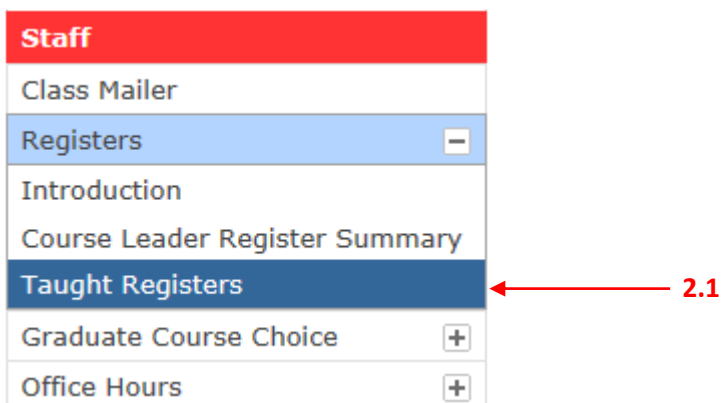 Staff
Class Mailer
Registers
Introduction
Course Leader Register Summary
Taught Registers
2.1
Graduate Course Choice
Office Hours